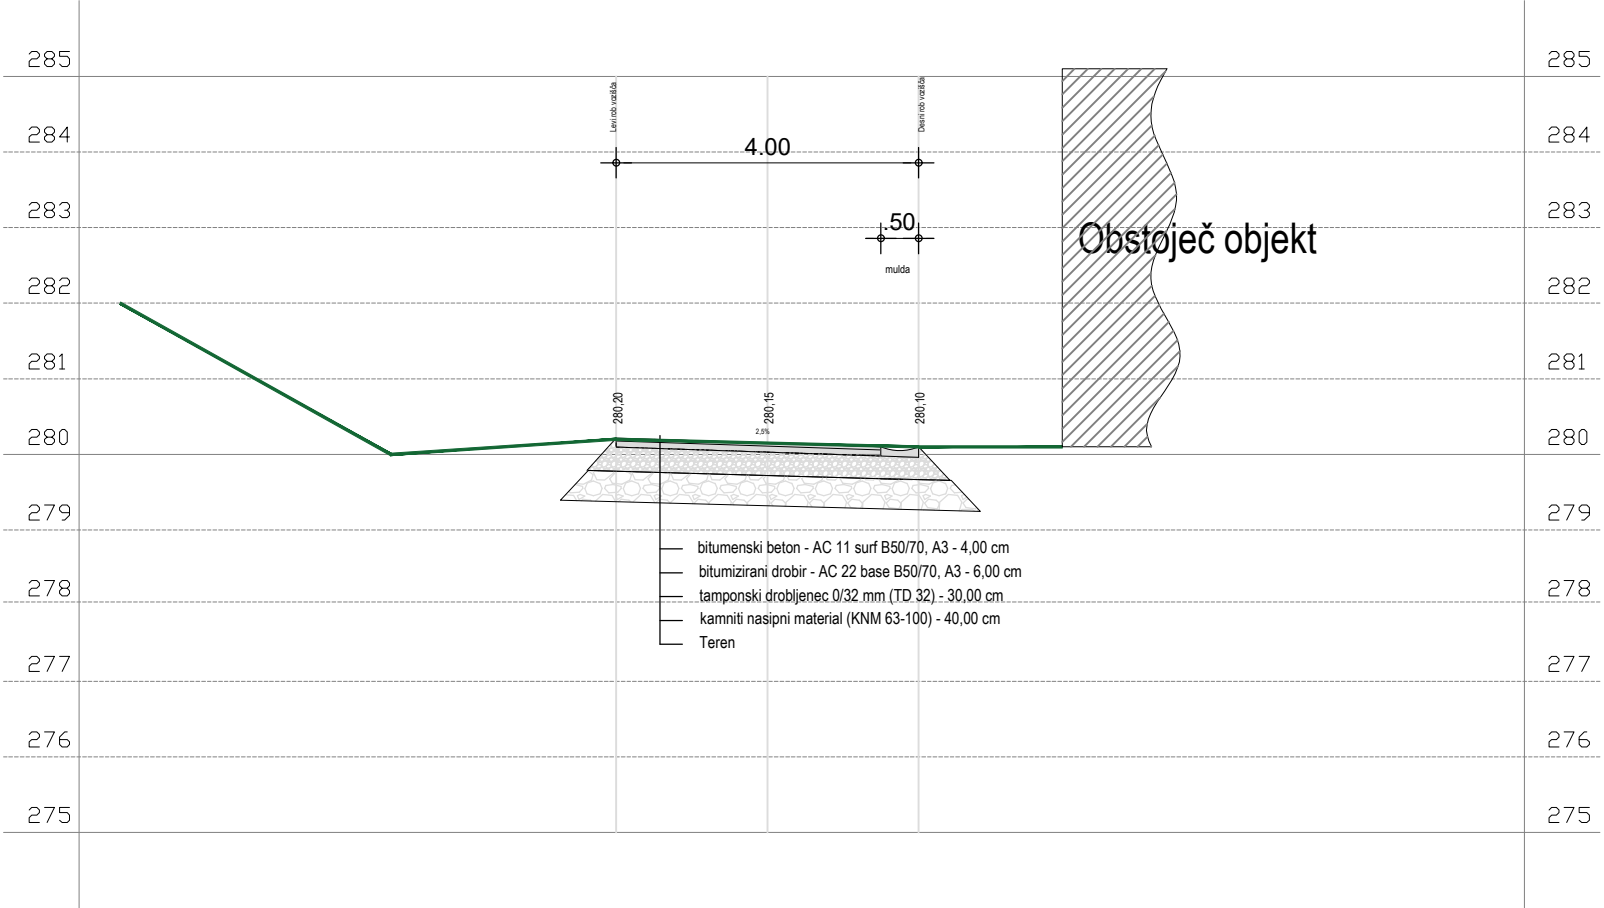 285 285
Levi rob vozišča
Desni rob vozišča
284 284
4.00
283 283
.50
Obstoječ objekt
mulda
282 282
281 281
280,20
280,15
280,10
2,5%
280 280
279 279
bitumenski beton - AC 11 surf B50/70, A3 - 4,00 cm
bitumizirani drobir - AC 22 base B50/70, A3 - 6,00 cm
278 278
tamponski drobljenec 0/32 mm (TD 32) - 30,00 cm
kamniti nasipni material (KNM 63-100) - 40,00 cm
Teren
277 277
276 276
275 275